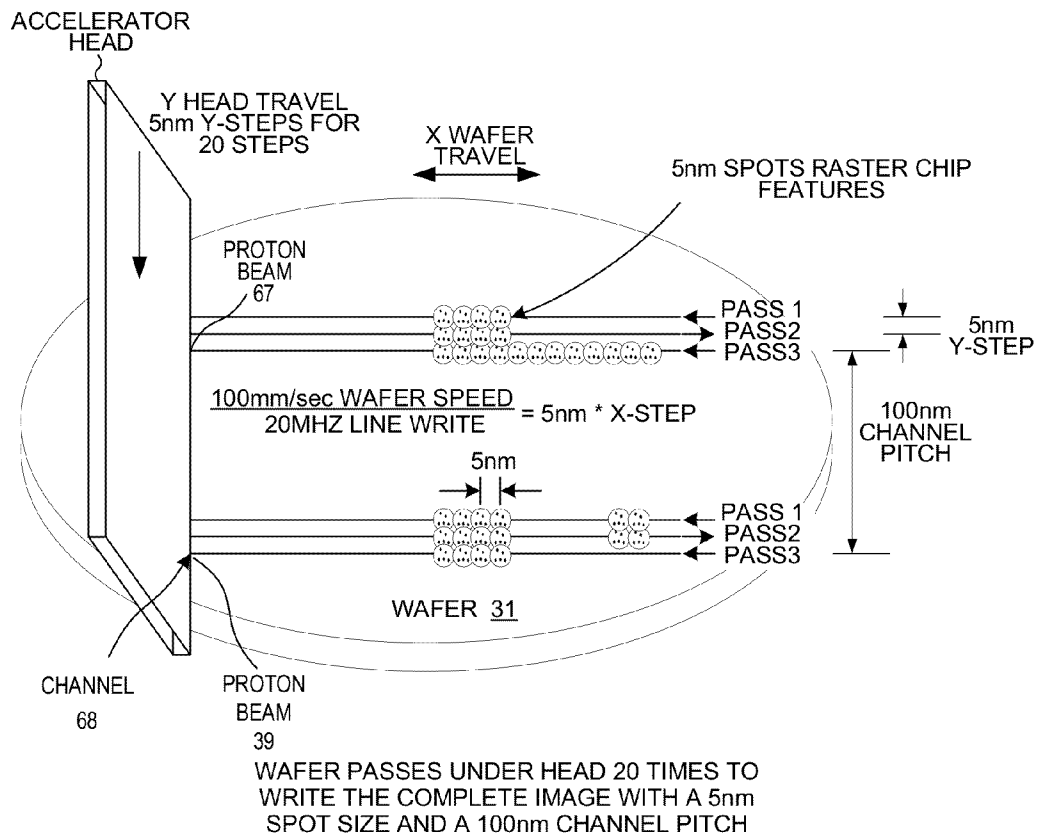 ACCELERATOR
HEAD
Y HEAD TRAVEL
5nm Y-STEPS FOR
20 STEPS
X WAFER
TRAVEL
5nm SPOTS RASTER CHIP
FEATURES
PROTON
BEAM
67
PASS 1
PASS2
PASS3
5nm
Y-STEP
100mm/sec WAFER SPEED
20MHZ LINE WRITE
= 5nm * X-STEP
100nm
CHANNEL
PITCH
5nm
PASS 1
PASS2
PASS3
WAFER 31
CHANNEL
68
PROTON
BEAM
39
WAFER PASSES UNDER HEAD 20 TIMES TO
WRITE THE COMPLETE IMAGE WITH A 5nm
SPOT SIZE AND A 100nm CHANNEL PITCH